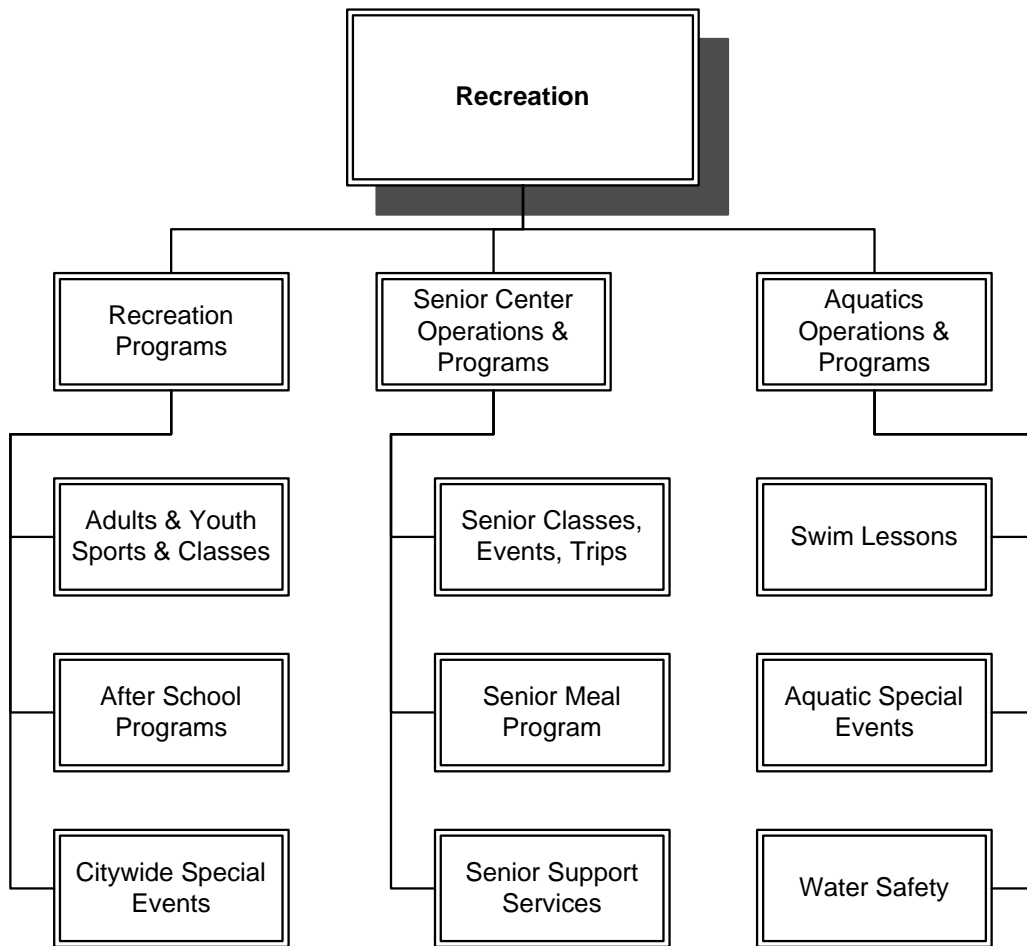 Recreation
Recreation
Programs
Senior Center
Operations &
Programs
Aquatics
Operations &
Programs
Adults & Youth
Sports & Classes
Senior Classes,
Events, Trips
Swim Lessons
After School
Programs
Senior Meal
Program
Aquatic Special
Events
Citywide Special
Events
Senior Support
Services
Water Safety